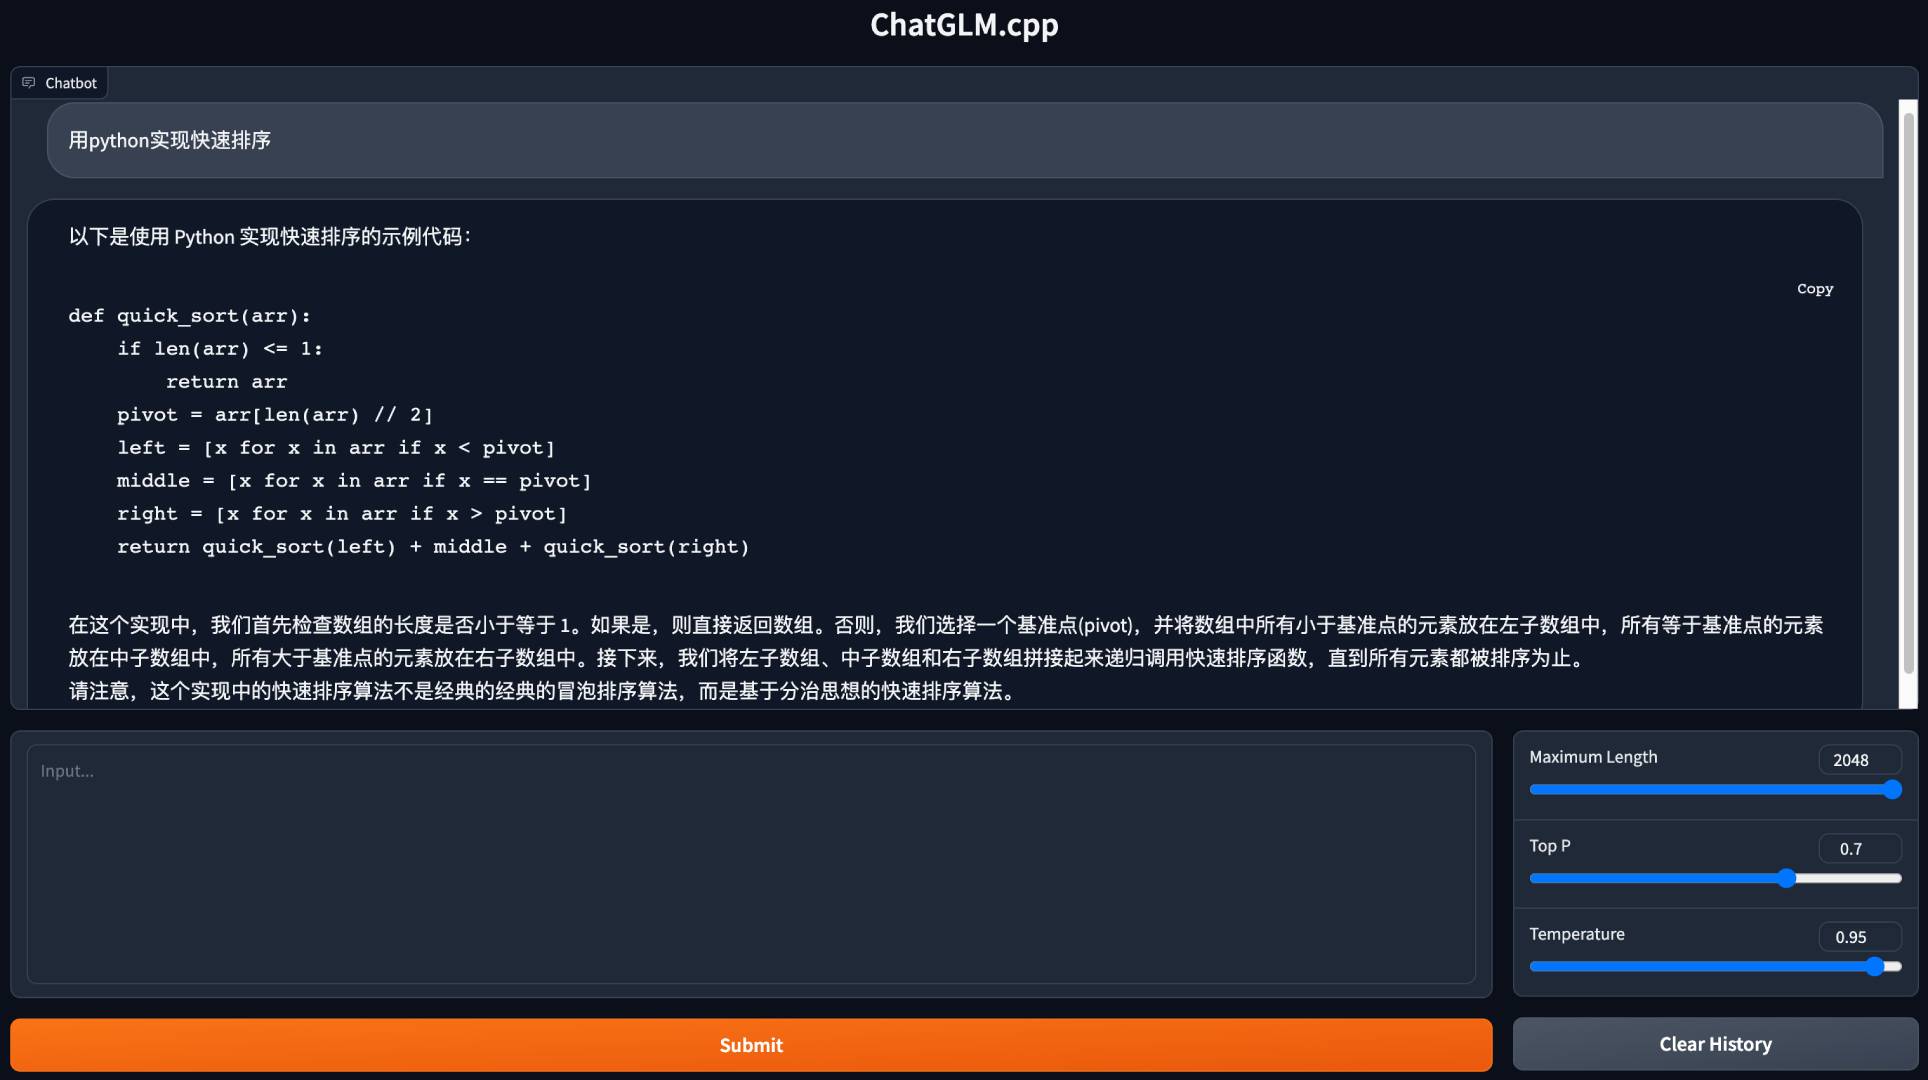 ChatGLM.cpp
Chatbot
用python实现快速排序
以下是使用 Python 实现快速排序的示例代码：
Copy
def quick_sort(arr):
    if len(arr) <= 1:
        return arr
    pivot = arr[len(arr) // 2]
    left = [x for x in arr if x < pivot]
    middle = [x for x in arr if x == pivot]
    right = [x for x in arr if x > pivot]
    return quick_sort(left) + middle + quick_sort(right)
在这个实现中，我们首先检查数组的长度是否小于等于 1。如果是，则直接返回数组。否则，我们选择一个基准点(pivot)，并将数组中所有小于基准点的元素放在左子数组中，所有等于基准点的元素
放在中子数组中，所有大于基准点的元素放在右子数组中。接下来，我们将左子数组、中子数组和右子数组拼接起来递归调用快速排序函数，直到所有元素都被排序为止。
请注意，这个实现中的快速排序算法不是经典的经典的冒泡排序算法，而是基于分治思想的快速排序算法。
Input...
Maximum Length
2048
Top P
0.7
Temperature
0.95
Submit
Clear History